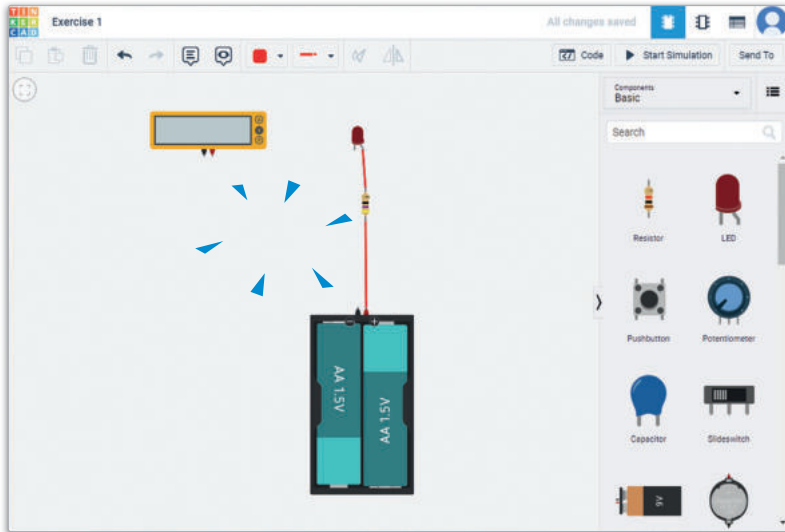 TIN
KER
CAD
Exercise 1
All changes saved
Code
Start Simulation
Send To
Components
Basic
Search
Resistor
LED
Pushbutton
Potentiometer
Capacitor
Slideswitch
9V
AA 1.5V
AA 1.5V